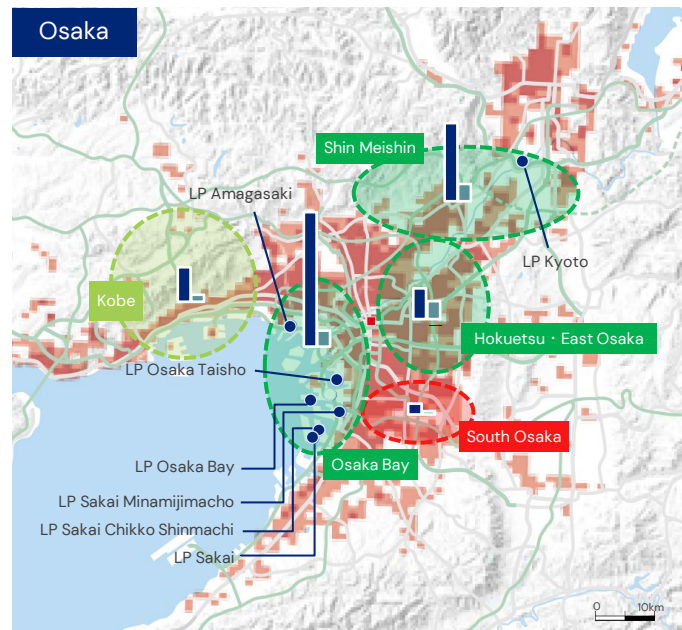 Osaka
Shin Meishin
LP Amagasaki
LP Kyoto
Kobe
Hokuetsu・East Osaka
LP Osaka Taisho
South Osaka
LP Osaka Bay
Osaka Bay
LP Sakai Minamijimacho
LP Sakai Chikko Shinmachi
LP Sakai
0 10km